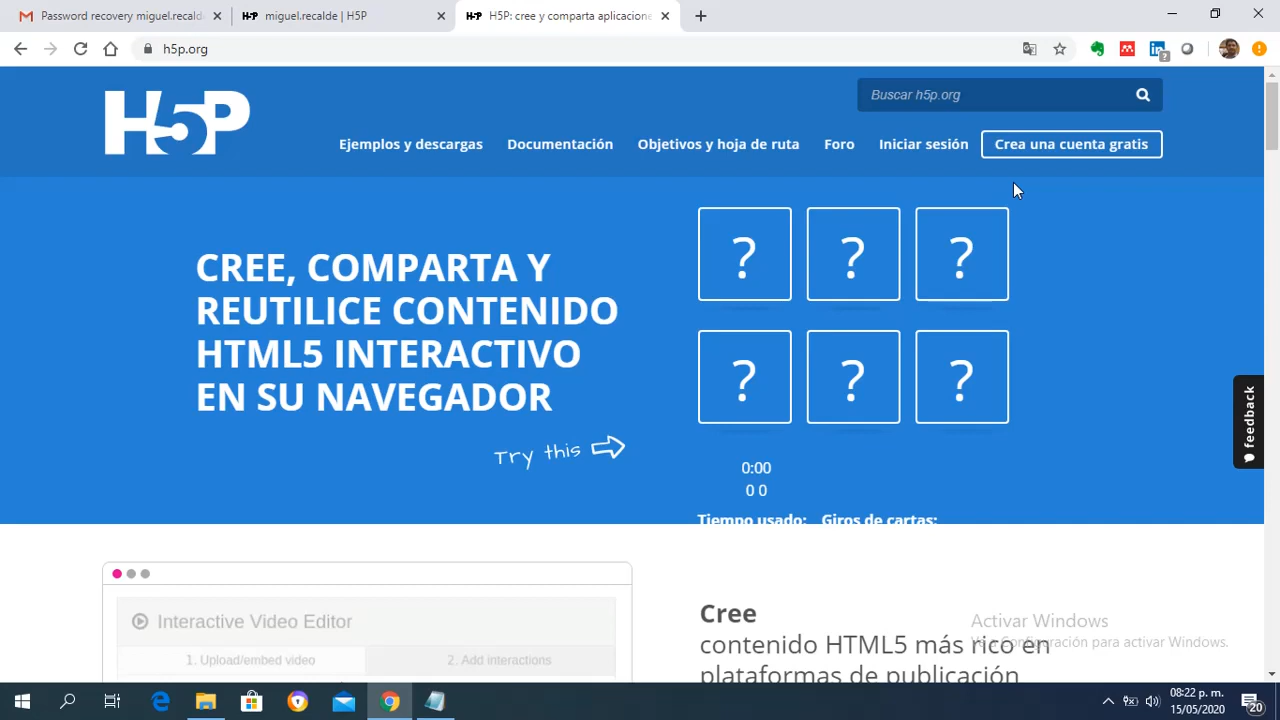 Password recovery miguel.recald
miguel.recalde | H5P
H5P: cree y comparta aplicacione
h5p.org
H5P
Buscar h5p.org
Ejemplos y descargas
Documentación
Objetivos y hoja de ruta
Foro
Iniciar sesión
Crea una cuenta gratis
CREE, COMPARTA Y
REUTILICE CONTENIDO
HTML5 INTERACTIVO
EN SU NAVEGADOR
Try this
? ? ?
? ? ?
0:00
0 0
Tiempo usado: Giros de cartas:
feedback
Interactive Video Editor
1. Upload/embed video
2. Add interactions
Cree
contenido HTML5 más rico en
plataformas de publicación
Activar Windows
Ve a Configuración para activar Windows.
08:22 p. m.
15/05/2020
20